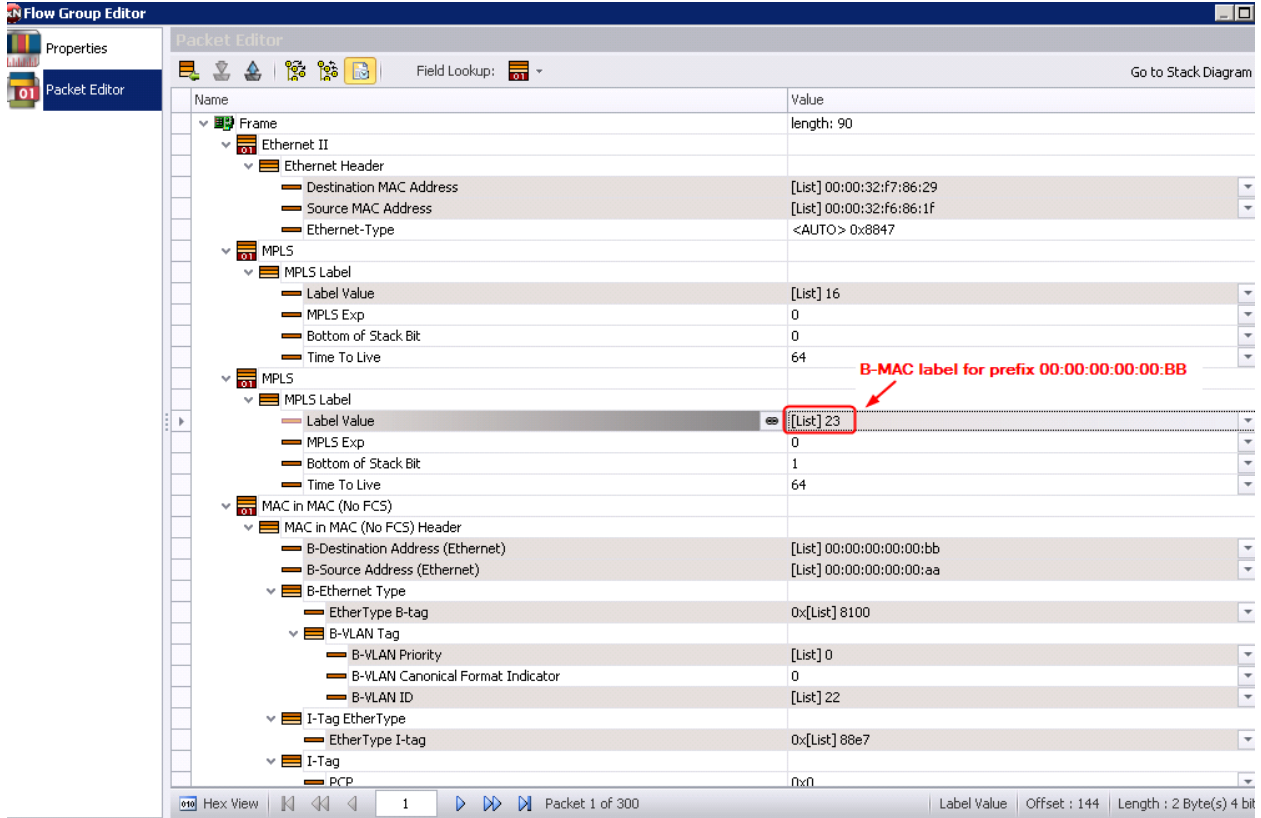 Flow Group Editor
Properties
Packet Editor
Packet Editor
Field Lookup:
Go to Stack Diagram
Name Value
Frame length: 90
Ethernet II
Ethernet Header
Destination MAC Address [List] 00:00:32:f7:86:29
Source MAC Address [List] 00:00:32:f6:86:1f
Ethernet-Type <AUTO> 0x8847
MPLS
MPLS Label
Label Value [List] 16
MPLS Exp 0
Bottom of Stack Bit 0
Time To Live 64
B-MAC label for prefix 00:00:00:00:00:BB
MPLS
MPLS Label
Label Value [List] 23
MPLS Exp 0
Bottom of Stack Bit 1
Time To Live 64
MAC in MAC (No FCS)
MAC in MAC (No FCS) Header
B-Destination Address (Ethernet) [List] 00:00:00:00:00:bb
B-Source Address (Ethernet) [List] 00:00:00:00:00:aa
B-Ethernet Type
EtherType B-tag 0x[List] 8100
B-VLAN Tag
B-VLAN Priority [List] 0
B-VLAN Canonical Format Indicator 0
B-VLAN ID [List] 22
I-Tag EtherType
EtherType I-tag 0x[List] 88e7
I-Tag
PCP 0x0
Hex View 1 Packet 1 of 300 Label Value Offset : 144 Length : 2 Byte(s) 4 bit